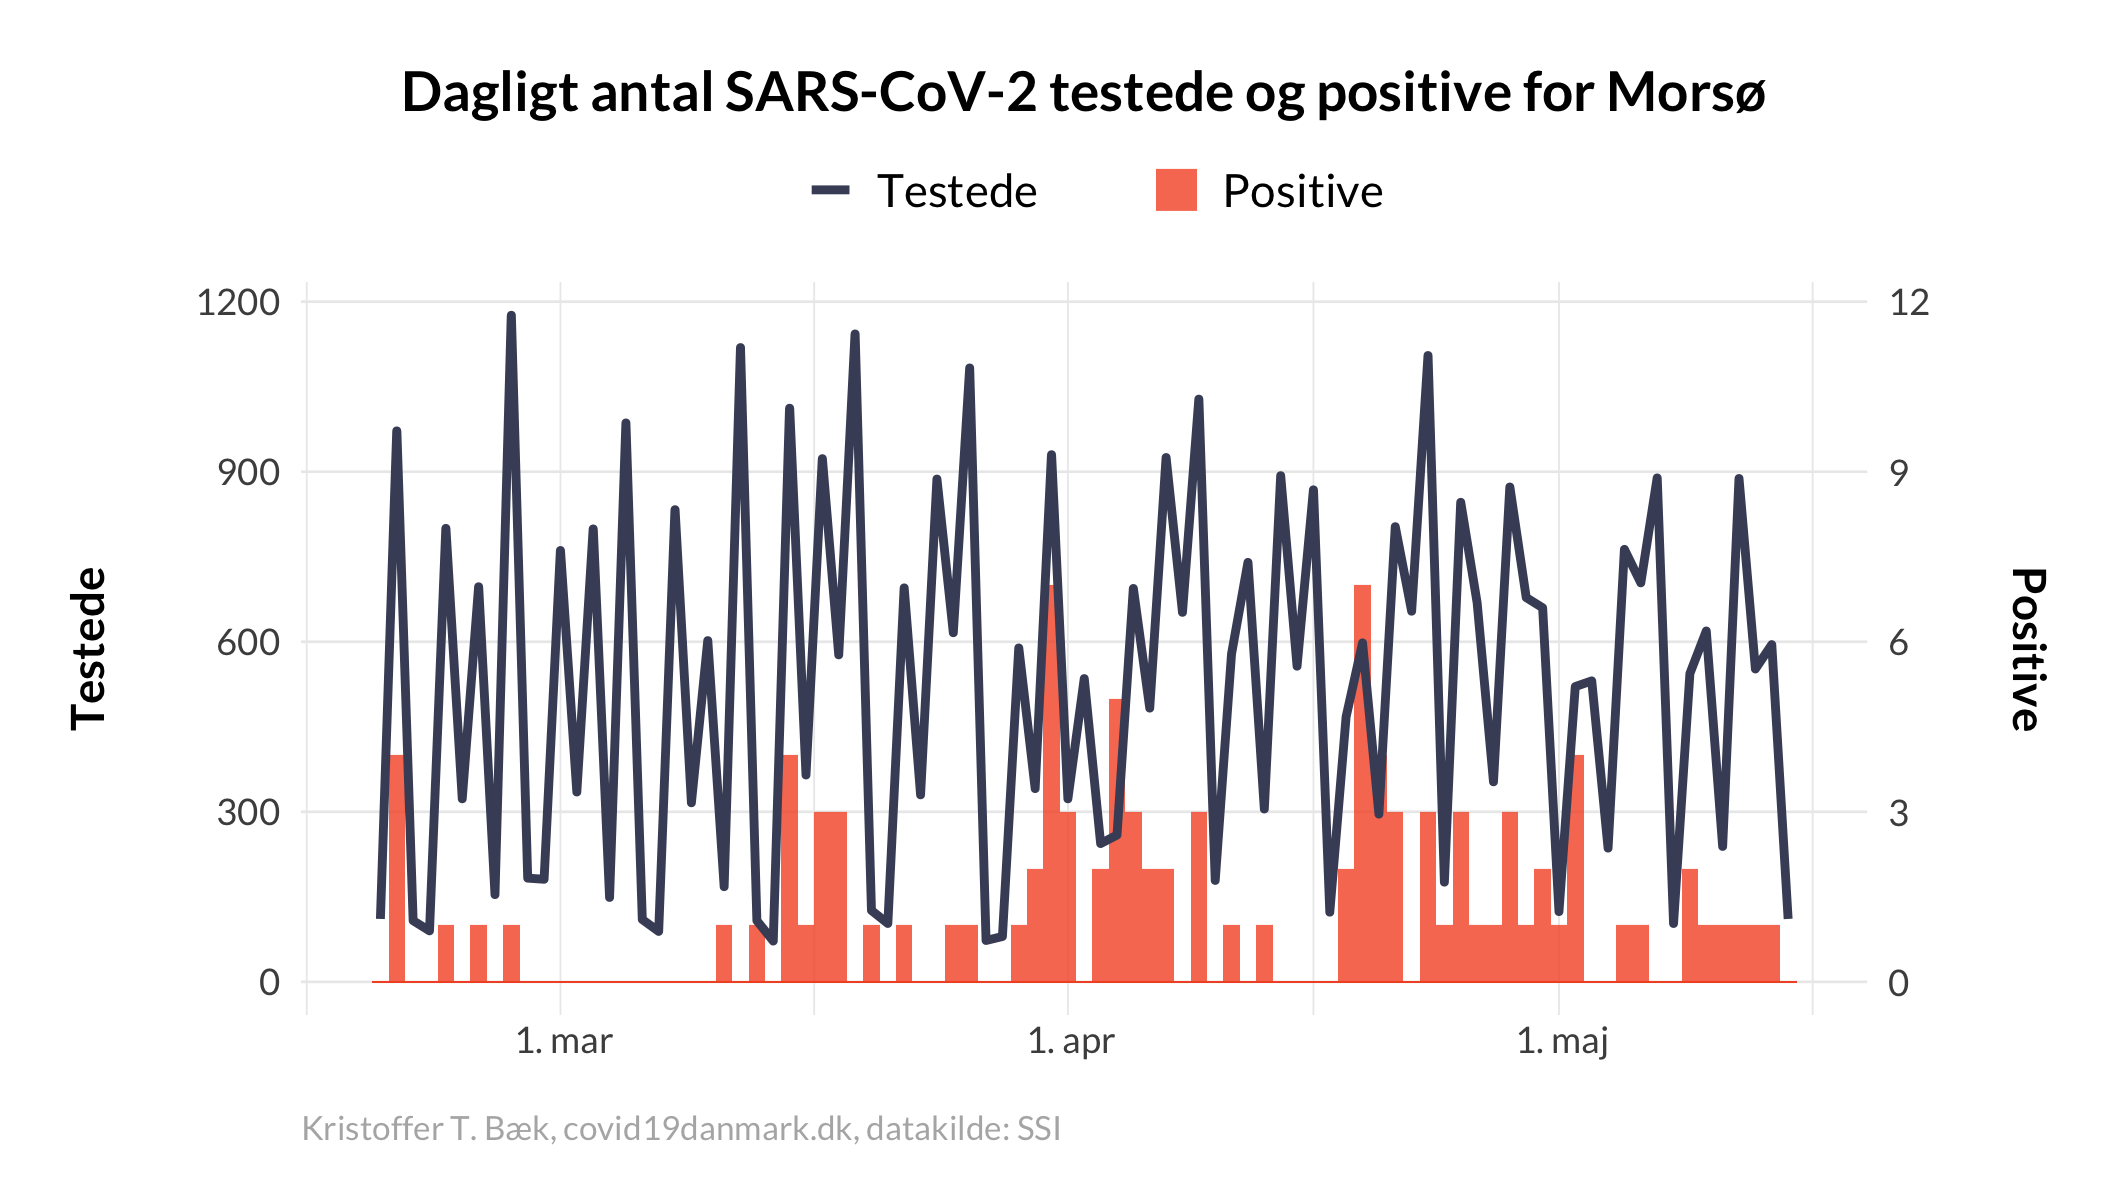 Dagligt antal SARS-CoV-2 testede og positive for Morsø
Testede Positive
1200 12
900 9
600 6
300 3
0 0
Testede
Positive
1. mar 1. apr 1. maj
Kristoffer T. Bæk, covid19danmark.dk, datakilde: SSI